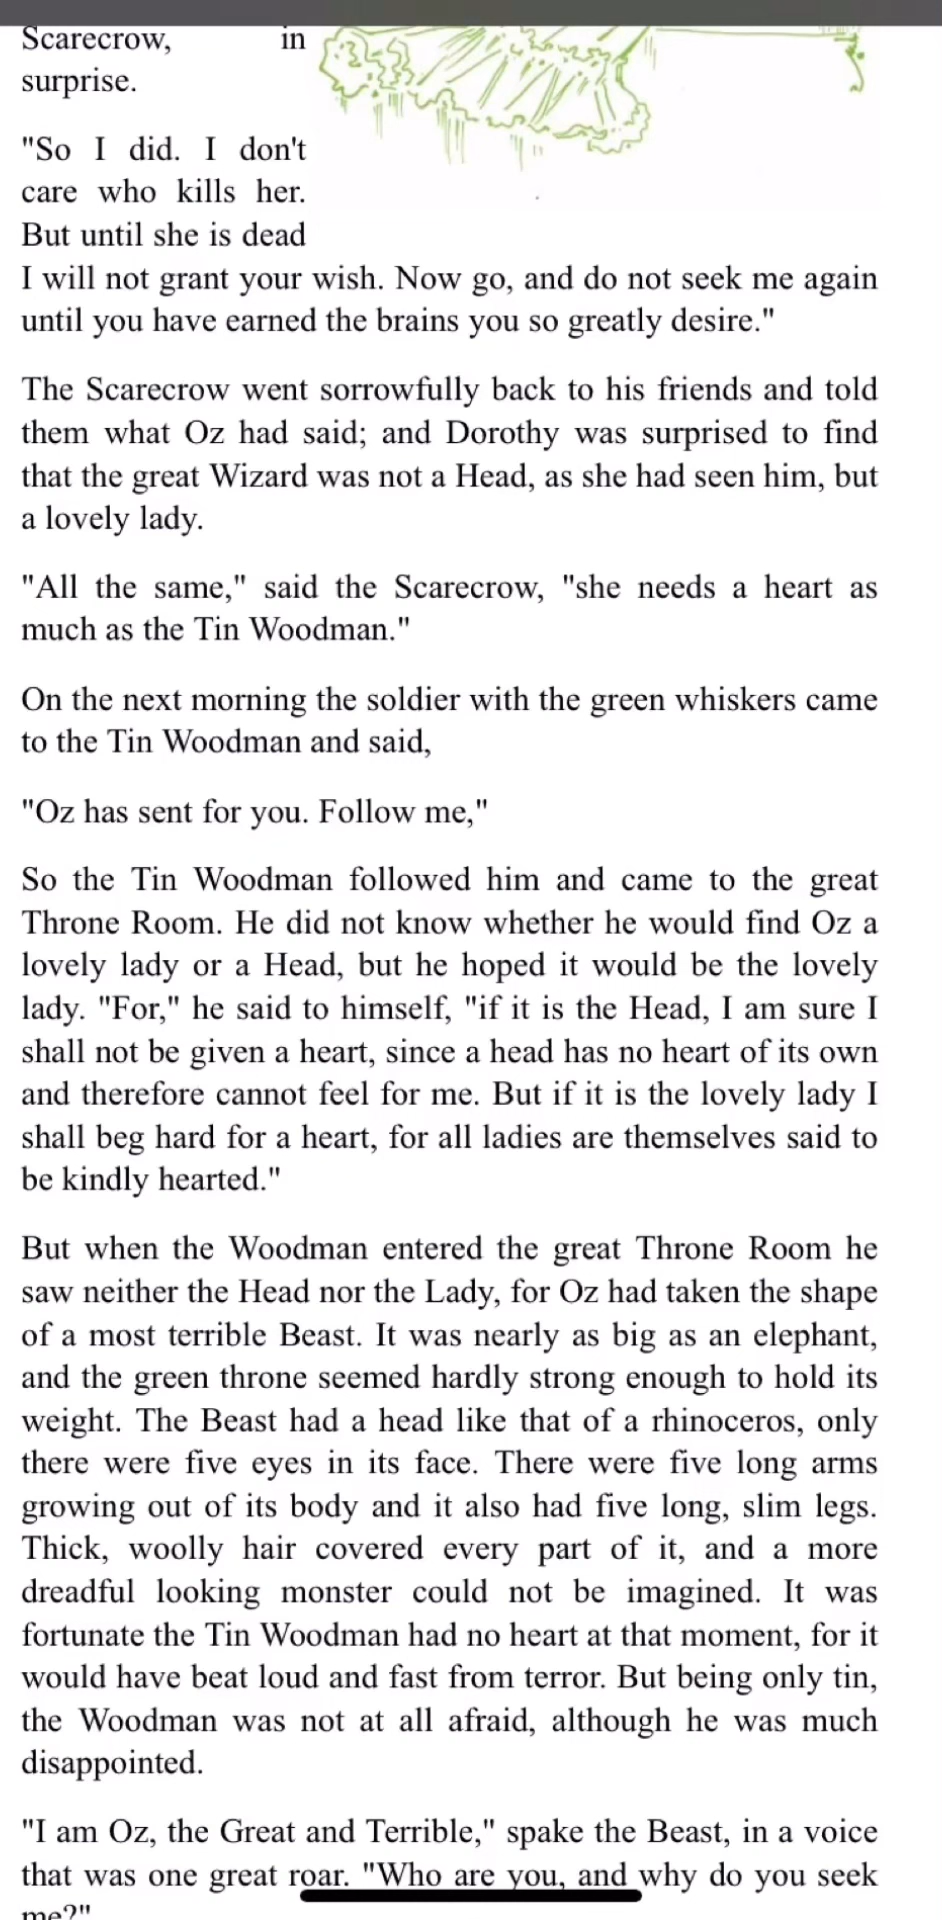 Scarecrow, in
surprise.
"So I did. I don't
care who kills her.
But until she is dead
I will not grant your wish. Now go, and do not seek me again
until you have earned the brains you so greatly desire."
The Scarecrow went sorrowfully back to his friends and told
them what Oz had said; and Dorothy was surprised to find
that the great Wizard was not a Head, as she had seen him, but
a lovely lady.
"All the same," said the Scarecrow, "she needs a heart as
much as the Tin Woodman."
On the next morning the soldier with the green whiskers came
to the Tin Woodman and said,
"Oz has sent for you. Follow me,"
So the Tin Woodman followed him and came to the great
Throne Room. He did not know whether he would find Oz a
lovely lady or a Head, but he hoped it would be the lovely
lady. "For," he said to himself, "if it is the Head, I am sure I
shall not be given a heart, since a head has no heart of its own
and therefore cannot feel for me. But if it is the lovely lady I
shall beg hard for a heart, for all ladies are themselves said to
be kindly hearted."
But when the Woodman entered the great Throne Room he
saw neither the Head nor the Lady, for Oz had taken the shape
of a most terrible Beast. It was nearly as big as an elephant,
and the green throne seemed hardly strong enough to hold its
weight. The Beast had a head like that of a rhinoceros, only
there were five eyes in its face. There were five long arms
growing out of its body and it also had five long, slim legs.
Thick, woolly hair covered every part of it, and a more
dreadful looking monster could not be imagined. It was
fortunate the Tin Woodman had no heart at that moment, for it
would have beat loud and fast from terror. But being only tin,
the Woodman was not at all afraid, although he was much
disappointed.
"I am Oz, the Great and Terrible," spake the Beast, in a voice
that was one great roar. "Who are you, and why do you seek
me?"